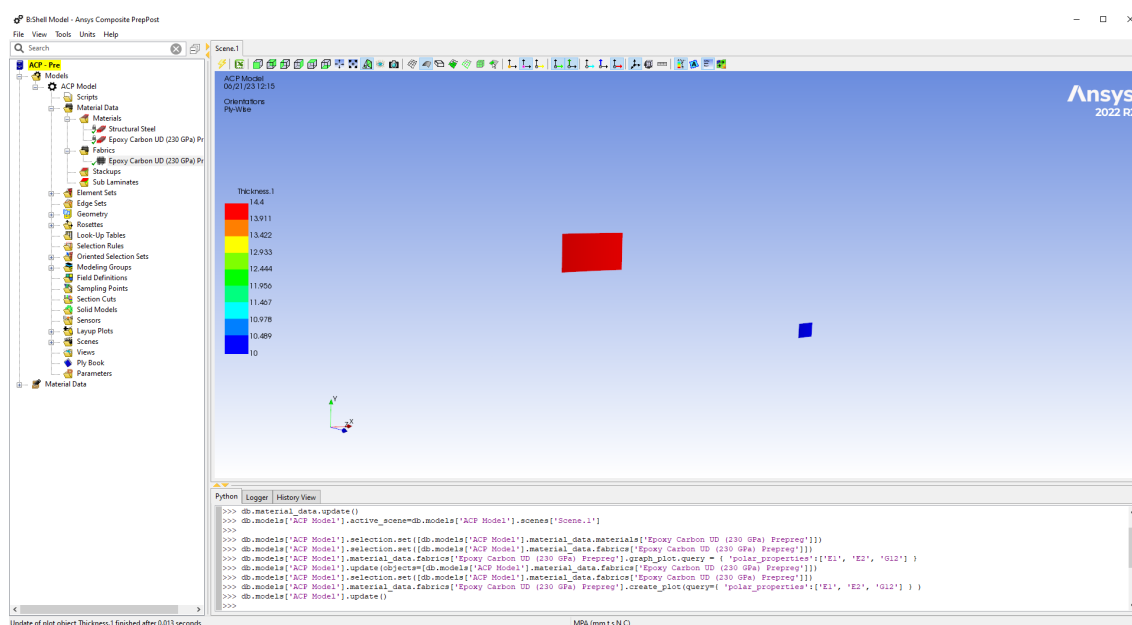 B:Shell Model - Ansys Composite PrepPost
File View Tools Units Help
Search
Scene.1
ACP - Pre
Models
ACP Model
Scripts
Material Data
Materials
Structural Steel
Epoxy Carbon UD (230 GPa) Pr
Fabrics
Epoxy Carbon UD (230 GPa) Pr
Stackups
Sub Laminates
Element Sets
Edge Sets
Geometry
Rosettes
Look-Up Tables
Selection Rules
Oriented Selection Sets
Modeling Groups
Field Definitions
Sampling Points
Section Cuts
Solid Models
Sensors
Layup Plots
Scenes
Views
Ply Book
Parameters
Material Data
ACP Model
06/21/23 12:15
Orientations
Ply-Wise
Ansys
2022
Thickness.1
14.4
13.911
13.422
12.933
12.444
11.956
11.467
10.978
10.489
10
Y
Z
X
Python Logger History View
>>> db.material_data.update()
>>> db.models['ACP Model'].active_scene=db.models['ACP Model'].scenes['Scene.1']
>>>
>>> db.models['ACP Model'].selection.set([db.models['ACP Model'].material_data.materials['Epoxy Carbon UD (230 GPa) Prepreg']])
>>> db.models['ACP Model'].selection.set([db.models['ACP Model'].material_data.fabrics['Epoxy Carbon UD (230 GPa) Prepreg']])
>>> db.models['ACP Model'].material_data.fabrics['Epoxy Carbon UD (230 GPa) Prepreg'].graph_plot.query = { 'polar_properties':['E1', 'E2', 'G12'] }
>>> db.models['ACP Model'].update(objects=[db.models['ACP Model'].material_data.fabrics['Epoxy Carbon UD (230 GPa) Prepreg']])
>>> db.models['ACP Model'].selection.set([db.models['ACP Model'].material_data.fabrics['Epoxy Carbon UD (230 GPa) Prepreg']])
>>> db.models['ACP Model'].material_data.fabrics['Epoxy Carbon UD (230 GPa) Prepreg'].create_plot(query={ 'polar_properties':['E1', 'E2', 'G12'] } )
>>> db.models['ACP Model'].update()
>>>
Update of plot object Thickness.1 finished after 0.013 seconds
MPA (mm,t,s,N,C)